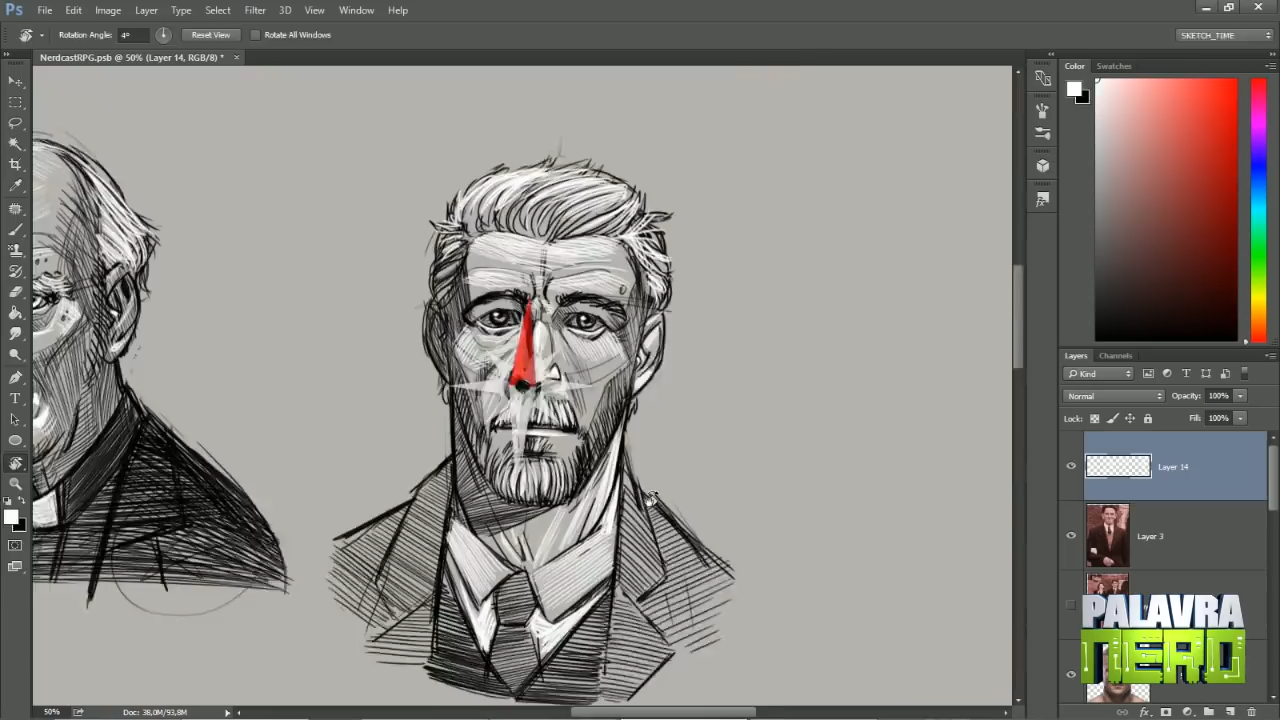 Ps File Edit Image Layer Type Select Filter 3D View Window Help
Rotation Angle: 4° Reset View Rotate All Windows SKETCH_TIME
NerdcastRPG.psb @ 50% (Layer 14, RGB/8) *
Color Swatches
Layers Channels
Kind
Normal Opacity: 100%
Lock: Fill: 100%
Layer 14
Layer 3
PALAVRA
NERD
50% Doc: 38,0M/93,8M